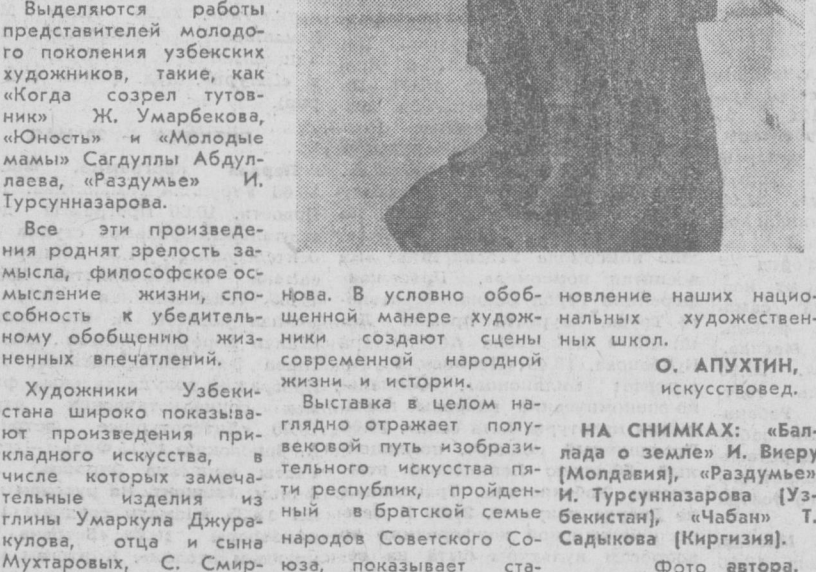 Выделяются работы
представителей молодо-
го поколения узбекских
художников, такие, как
«Когда созрел тутов-
ник» Ж. Умарбекова,
«Юность» и «Молодые
мамы» Сагдуллы Абдул-
лаева, «Раздумье» И.
Турсунназарова.
Все эти произведе-
ния роднят зрелость за-
мысла, философское ос-
мысление жизни, спо-
собность к убедитель-
ному обобщению жиз-
ненных впечатлений.
Художники Узбеки-
стана широко показыва-
ют произведения при-
кладного искусства, в
числе которых замеча-
тельные изделия из
глины Умаркула Джура-
кулова, отца и сына
Мухтаровых, С. Смир-
нова. В условно обоб-
щенной манере худож-
ники создают сцены
современной народной
жизни и истории.
Выставка в целом на-
глядно отражает полу-
вековой путь изобрази-
тельного искусства пя-
ти республик, пройден-
ный в братской семье
народов Советского Со-
юза, показывает ста-
новление наших нацио-
нальных художествен-
ных школ.
О. АПУХТИН,
искусствовед.
НА СНИМКАХ: «Бал-
лада о земле» И. Виеру
(Молдавия), «Раздумье»
И. Турсунназарова (Уз-
бекистан), «Чабан» Т.
Садыкова (Киргизия).
Фото автора.